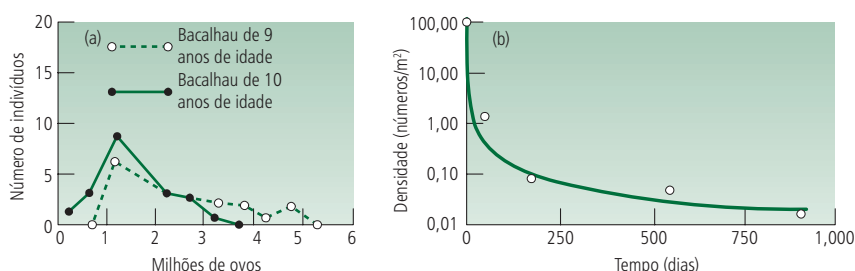 (a)
Bacalhau de 9
anos de idade
Bacalhau de 10
anos de idade
Número de indivíduos
20
15
10
5
0
0 1 2 3 4 5 6
Milhões de ovos
(b)
Densidade (números/m²)
100,00
10,00
1,00
0,10
0,01
0 250 500 750 1,000
Tempo (dias)